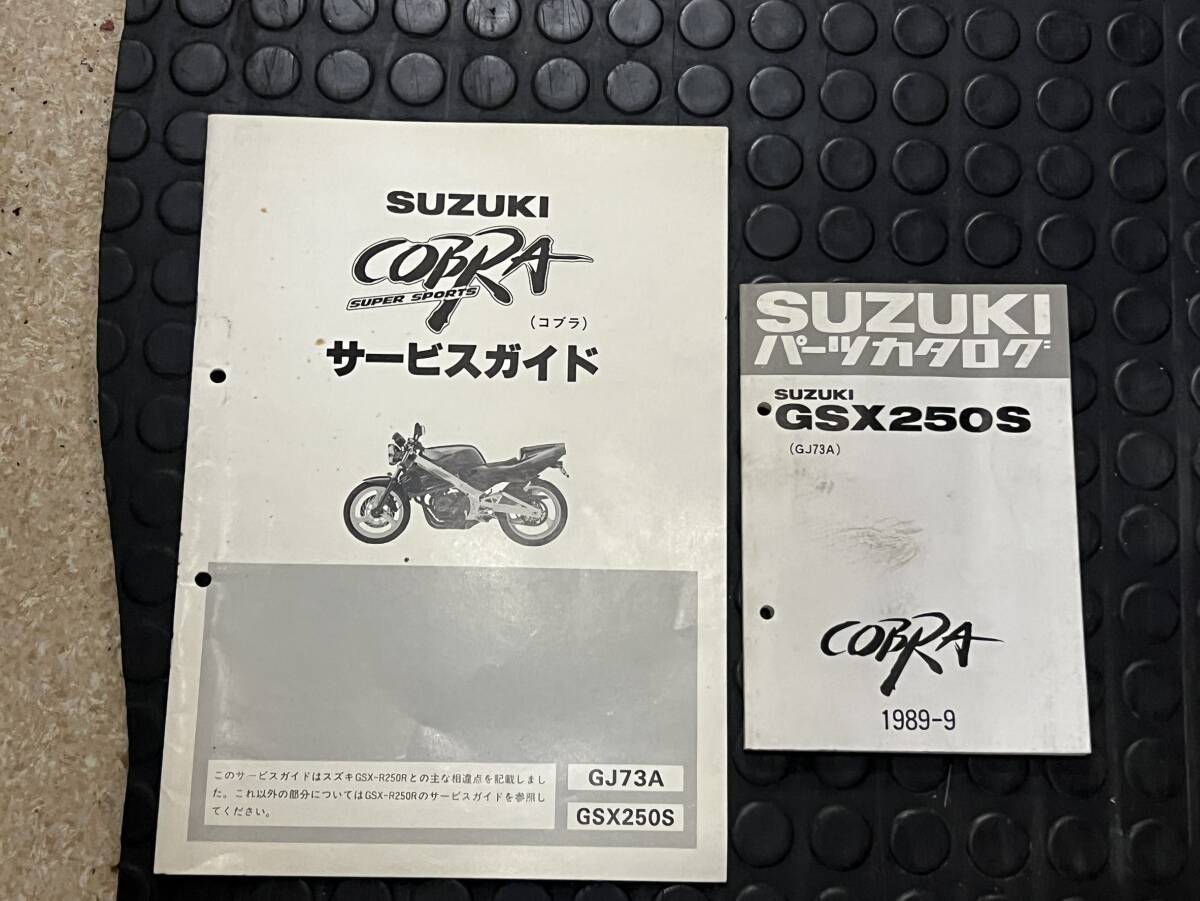 SUZUKI
COBRA
SUPER SPORTS
(コブラ)
サービスガイド
このサービスガイドはスズキGSX-R250Rとの主な相違点を記載しまし
た。これ以外の部分についてはGSX-R250Rのサービスガイドを参照し
てください。
GJ73A
GSX250S
SUZUKI
パーツカタログ
SUZUKI
GSX250S
(GJ73A)
COBRA
1989-9